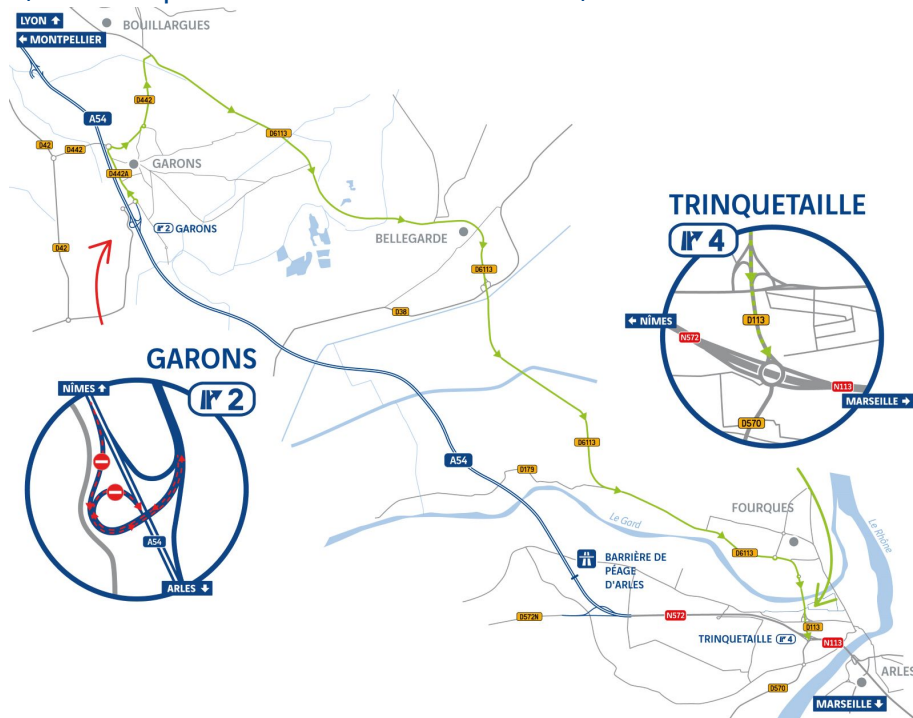 LYON
MONTPELLIER
BOUILLARGUES
D442
A54
D6113
D42
D442
GARONS
D442A
2 GARONS
D42
BELLEGARDE
D6113
D38
TRINQUETAILLE
4
D113
NÎMES
N572
N113
MARSEILLE
D570
GARONS
2
NÎMES
A54
ARLES
D6113
A54
D179
Le Gard
FOURQUES
Le Rhône
D6113
BARRIÈRE DE
PÉAGE
D'ARLES
D572N
N572
D113
TRINQUETAILLE 4
N113
ARLES
D570
MARSEILLE